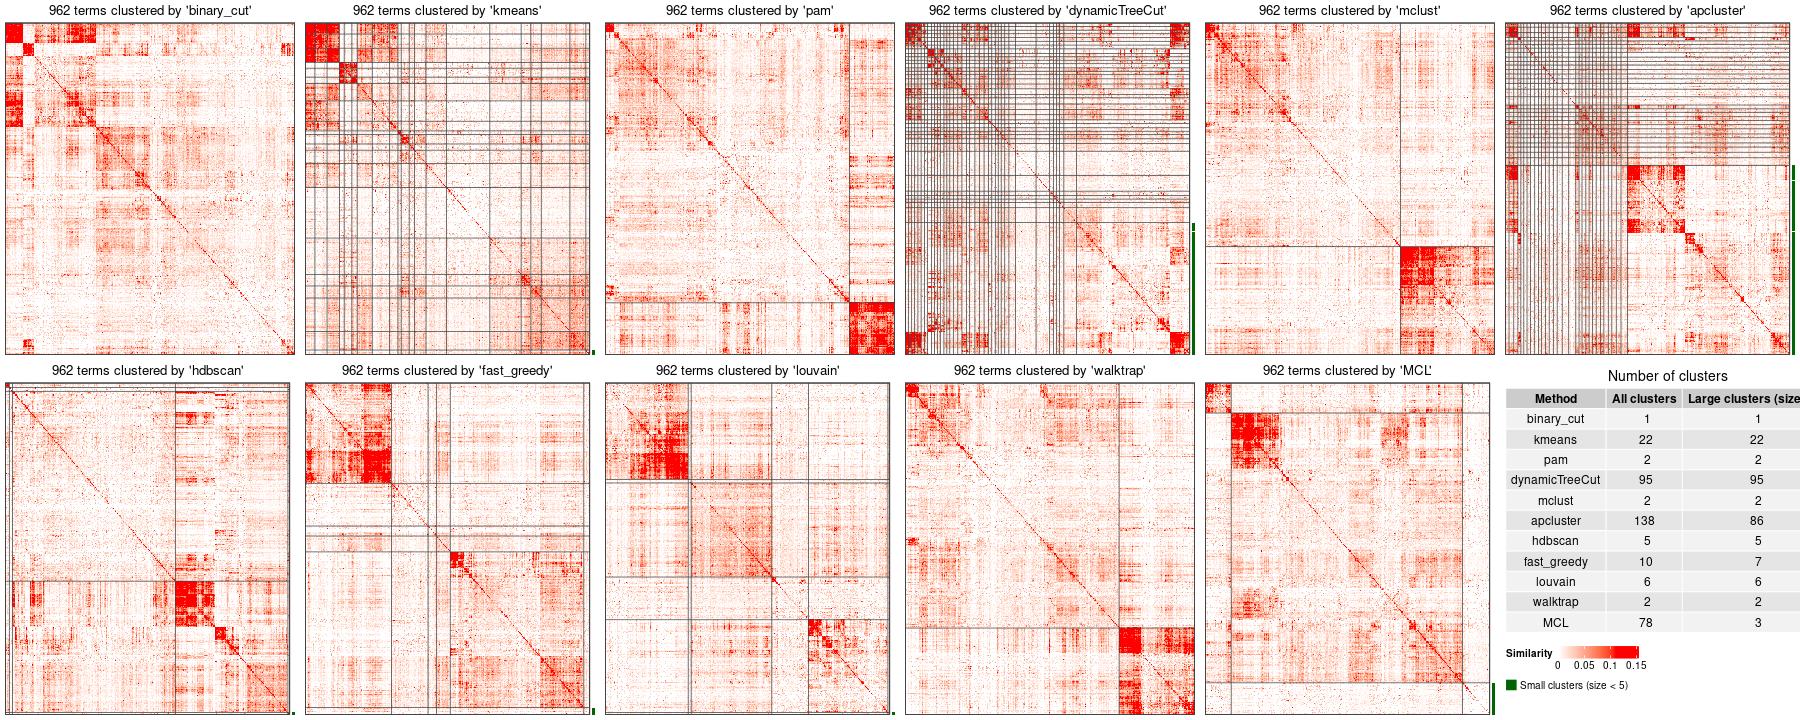 962 terms clustered by 'binary_cut'
962 terms clustered by 'kmeans'
962 terms clustered by 'pam'
962 terms clustered by 'dynamicTreeCut'
962 terms clustered by 'mclust'
962 terms clustered by 'apcluster'
962 terms clustered by 'hdbscan'
962 terms clustered by 'fast_greedy'
962 terms clustered by 'louvain'
962 terms clustered by 'walktrap'
962 terms clustered by 'MCL'
Number of clusters
Method All clusters Large clusters (size
binary_cut 1 1
kmeans 22 22
pam 2 2
dynamicTreeCut 95 95
mclust 2 2
apcluster 138 86
hdbscan 5 5
fast_greedy 10 7
louvain 6 6
walktrap 2 2
MCL 78 3
Similarity
0 0.05 0.1 0.15
Small clusters (size < 5)